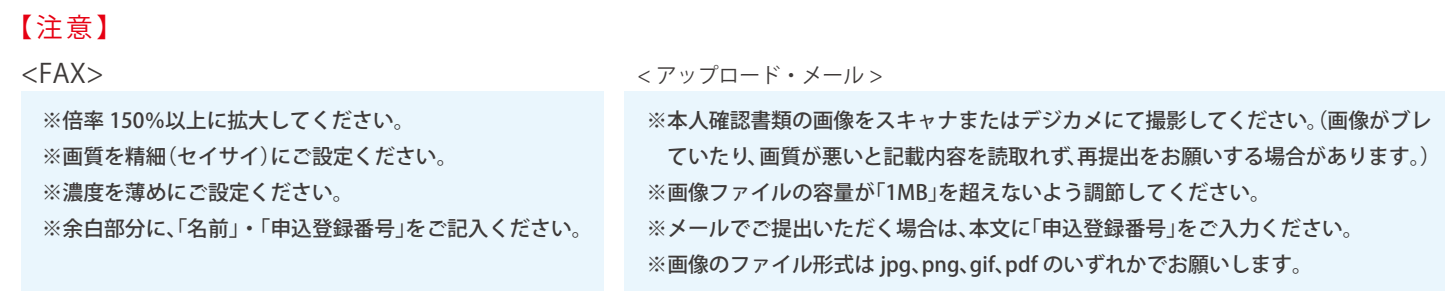 【注意】
<FAX>
※倍率 150%以上に拡大してください。
※画質を精細(セイサイ)にご設定ください。
※濃度を薄めにご設定ください。
※余白部分に、「名前」・「申込登録番号」をご記入ください。
<アップロード・メール>
※本人確認書類の画像をスキャナまたはデジカメにて撮影してください。(画像がブレ
ていたり、画質が悪いと記載内容を読取れず、再提出をお願いする場合があります。)
※画像ファイルの容量が「1MB」を超えないよう調節してください。
※メールでご提出いただく場合は、本文に「申込登録番号」をご入力ください。
※画像のファイル形式は jpg、png、gif、pdf のいずれかでお願いします。